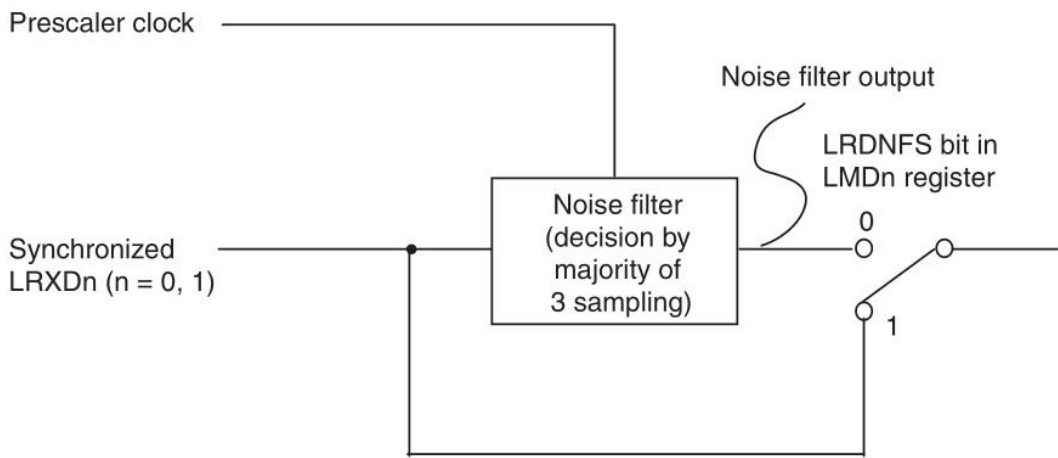 Prescaler clock
Noise filter output
LRDNFS bit in
LMDn register
0
Noise filter
(decision by
majority of
3 sampling)
Synchronized
LRXDn (n = 0, 1)
1